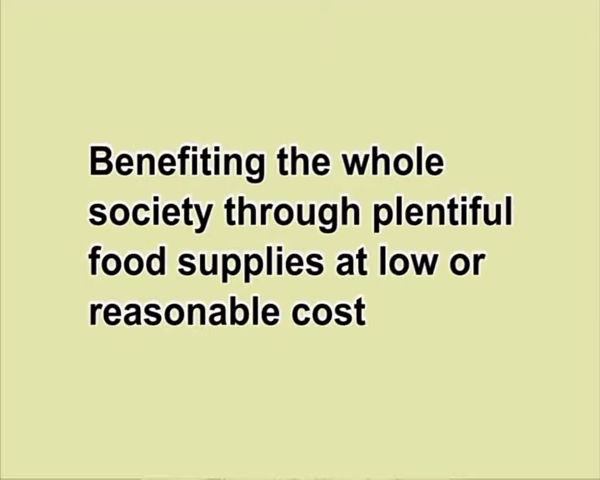 Benefiting the whole
society through plentiful
food supplies at low or
reasonable cost